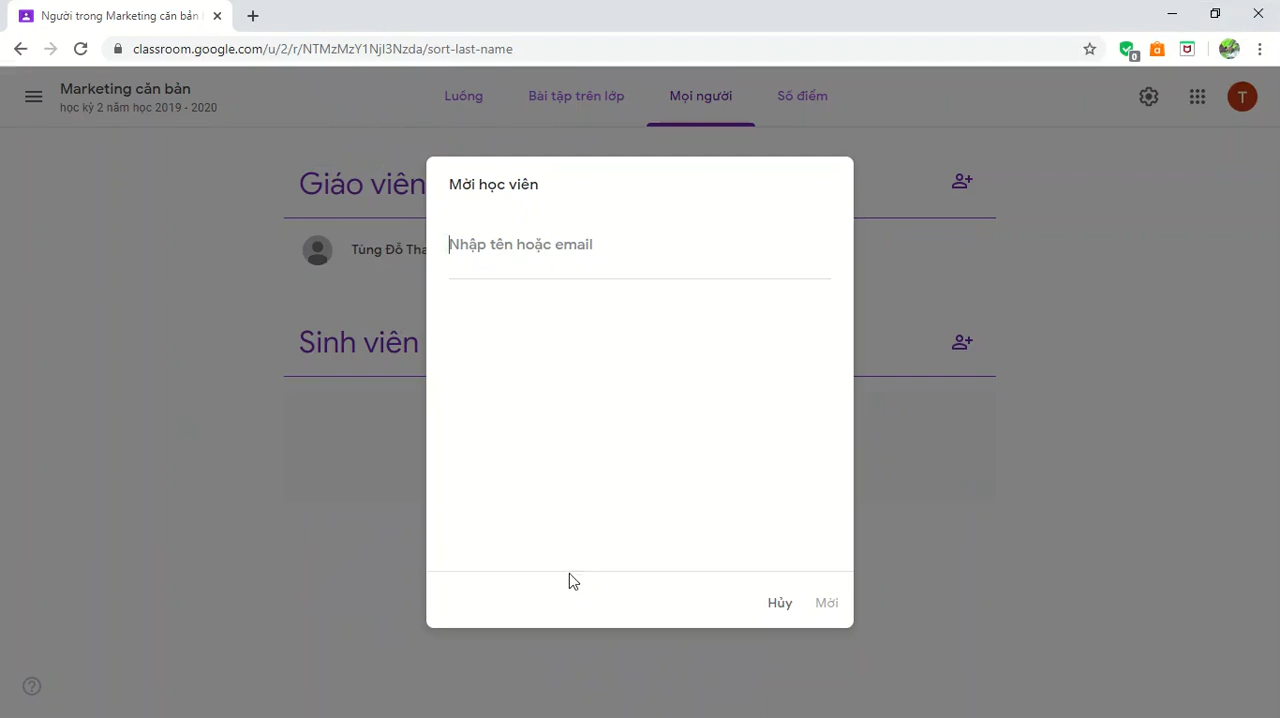 Người trong Marketing căn bản
classroom.google.com/u/2/r/NTMzMzY1NjI3Nzda/sort-last-name
0
Marketing căn bản
học kỳ 2 năm học 2019 - 2020
Luồng
Bài tập trên lớp
Mọi người
Số điểm
T
Giáo viên
Tùng Đỗ Tha
Mời học viên
Nhập tên hoặc email
Sinh viên
Hủy
Mời
?